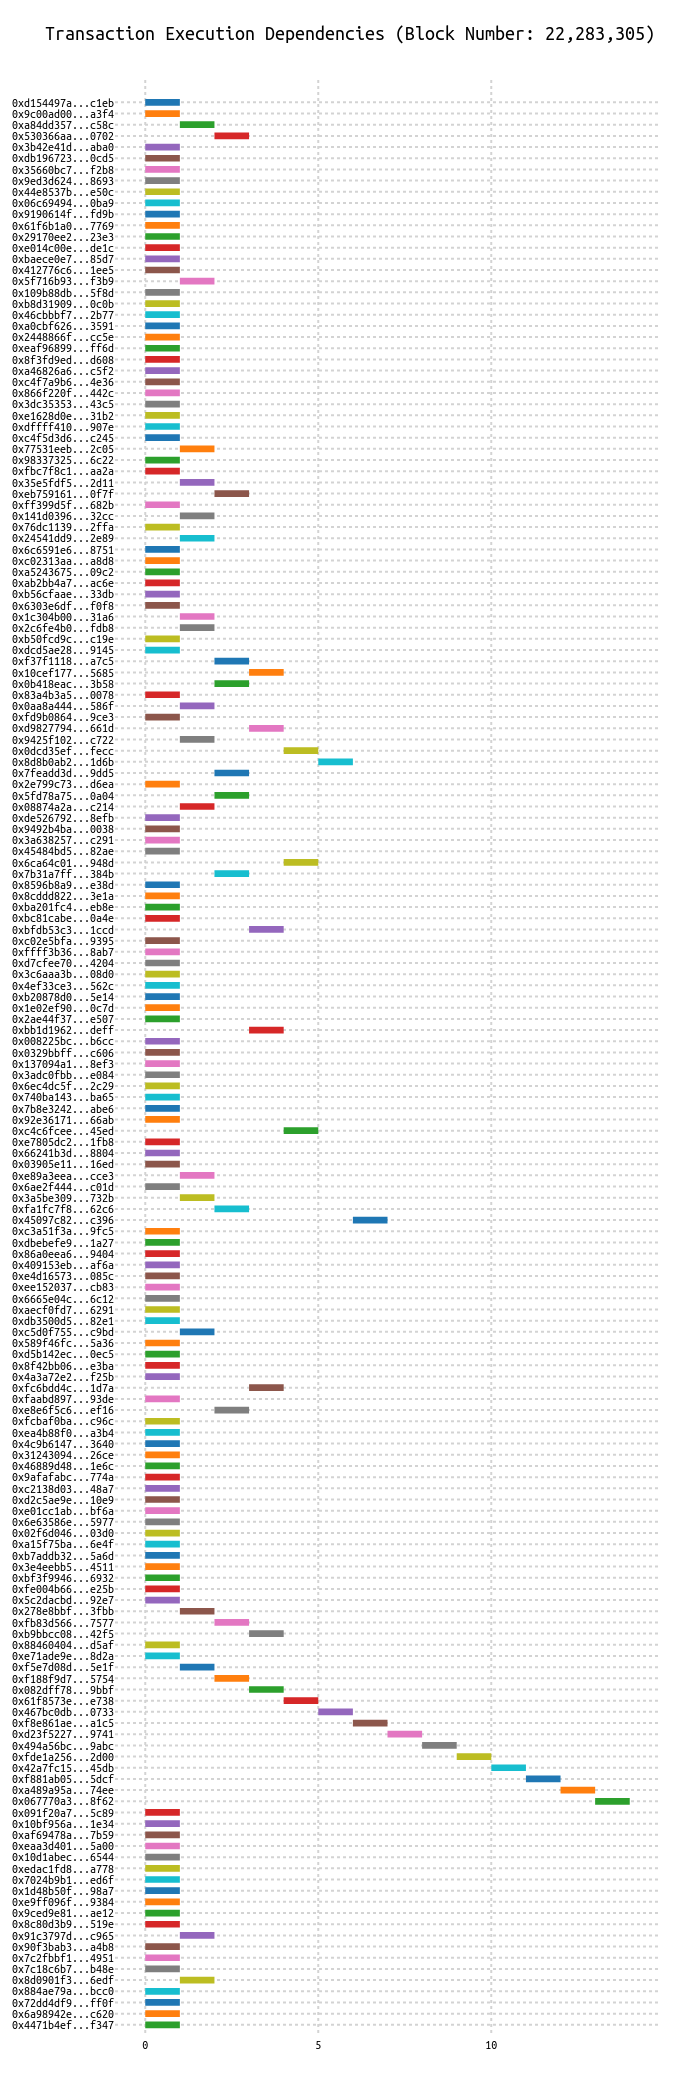 Transaction Execution Dependencies (Block Number: 22,283,305)
0xd154497a...c1eb
0x9c00ad00...a3f4
0xa84dd357...c58c
0x530366aa...0702
0x3b42e41d...aba0
0xdb196723...0cd5
0x35660bc7...f2b8
0x9ed3d624...8693
0x44e8537b...e50c
0x06c69494...0ba9
0x9190614f...fd9b
0x61f6b1a0...7769
0x29170ee2...23e3
0xe014c00e...de1c
0xbaece0e7...85d7
0x412776c6...1ee5
0x5f716b93...f3b9
0x109b88db...5f8d
0xb8d31909...0c0b
0x46cbbbf7...2b77
0xa0cbf626...3591
0x2448866f...cc5e
0xeaf96899...ff6d
0x8f3fd9ed...d608
0xa46826a6...c5f2
0xc4f7a9b6...4e36
0x866f220f...442c
0x3dc35353...43c5
0xe1628d0e...31b2
0xdffff410...907e
0xc4f5d3d6...c245
0x77531eeb...2c05
0x98337325...6c22
0xfbc7f8c1...aa2a
0x35e5fdf5...2d11
0xeb759161...0f7f
0xff399d5f...682b
0x141d0396...32cc
0x76dc1139...2ffa
0x24541dd9...2e89
0x6c6591e6...8751
0xc02313aa...a8d8
0xa5243675...09c2
0xab2bb4a7...ac6e
0xb56cfaae...33db
0x6303e6df...f0f8
0x1c304b00...31a6
0x2c6fe4b0...fdb8
0xb50fcd9c...c19e
0xdcd5ae28...9145
0xf37f1118...a7c5
0x10cef177...5685
0x0b418eac...3b58
0x83a4b3a5...0078
0x0aa8a444...586f
0xfd9b0864...9ce3
0xd9827794...661d
0x9425f102...c722
0x0dcd35ef...fecc
0x8d8b0ab2...1d6b
0x7feadd3d...9dd5
0x2e799c73...d6ea
0x5fd78a75...0a04
0x08874a2a...c214
0xde526792...8efb
0x9492b4ba...0038
0x3a638257...c291
0x45484bd5...82ae
0x6ca64c01...948d
0x7b31a7ff...384b
0x8596b8a9...e38d
0x8cddd822...3e1a
0xba201fc4...eb8e
0xbc81cabe...0a4e
0xbfdb53c3...1ccd
0xc02e5bfa...9395
0xffff3b36...8ab7
0xd7cfee70...4204
0x3c6aaa3b...08d0
0x4ef33ce3...562c
0xb20878d0...5e14
0x1e02ef90...0c7d
0x2ae44f37...e507
0xbb1d1962...deff
0x008225bc...b6cc
0x0329bbff...c606
0x137094a1...8ef3
0x3adc0fbb...e084
0x6ec4dc5f...2c29
0x740ba143...ba65
0x7b8e3242...abe6
0x92e36171...66ab
0xc4c6fcee...45ed
0xe7805dc2...1fb8
0x66241b3d...8804
0x03905e11...16ed
0xe89a3eea...cce3
0x6ae2f444...c01d
0x3a5be309...732b
0xfa1fc7f8...62c6
0x45097c82...c396
0xc3a51f3a...9fc5
0xdbebefe9...1a27
0x86a0eea6...9404
0x409153eb...af6a
0xe4d16573...085c
0xee152037...cb83
0x6665e04c...6c12
0xaecf0fd7...6291
0xdb3500d5...82e1
0xc5d0f755...c9bd
0x589f46fc...5a36
0xd5b142ec...0ec5
0x8f42bb06...e3ba
0x4a3a72e2...f25b
0xfc6bdd4c...1d7a
0xfaabd897...93de
0xe8e6f5c6...ef16
0xfcbaf0ba...c96c
0xea4b88f0...a3b4
0x4c9b6147...3640
0x31243094...26ce
0x46889d48...1e6c
0x9afafabc...774a
0xc2138d03...48a7
0xd2c5ae9e...10e9
0xe01cc1ab...bf6a
0x6e63586e...5977
0x02f6d046...03d0
0xa15f75ba...6e4f
0xb7addb32...5a6d
0x3e4eebb5...4511
0xbf3f9946...6932
0xfe004b66...e25b
0x5c2dacbd...92e7
0x278e8bbf...3fbb
0xfb83d566...7577
0xb9bbcc08...42f5
0x88460404...d5af
0xe71ade9e...8d2a
0xf5e7d08d...5e1f
0xf188f9d7...5754
0x082dff78...9bbf
0x61f8573e...e738
0x467bc0db...0733
0xf8e861ae...a1c5
0xd23f5227...9741
0x494a56bc...9abc
0xfde1a256...2d00
0x42a7fc15...45db
0xf881ab05...5dcf
0xa489a95a...74ee
0x067770a3...8f62
0x091f20a7...5c89
0x10bf956a...1e34
0xaf69478a...7b59
0xeaa3d401...5a00
0x10d1abec...6544
0xedac1fd8...a778
0x7024b9b1...ed6f
0x1d48b50f...98a7
0xe9ff096f...9384
0x9ced9e81...ae12
0x8c80d3b9...519e
0x91c3797d...c965
0x90f3bab3...a4b8
0x7c2fbbf1...4951
0x7c18c6b7...b48e
0x8d0901f3...6edf
0x884ae79a...bcc0
0x72dd4df9...ff0f
0x6a98942e...c620
0x4471b4ef...f347
0 5 10